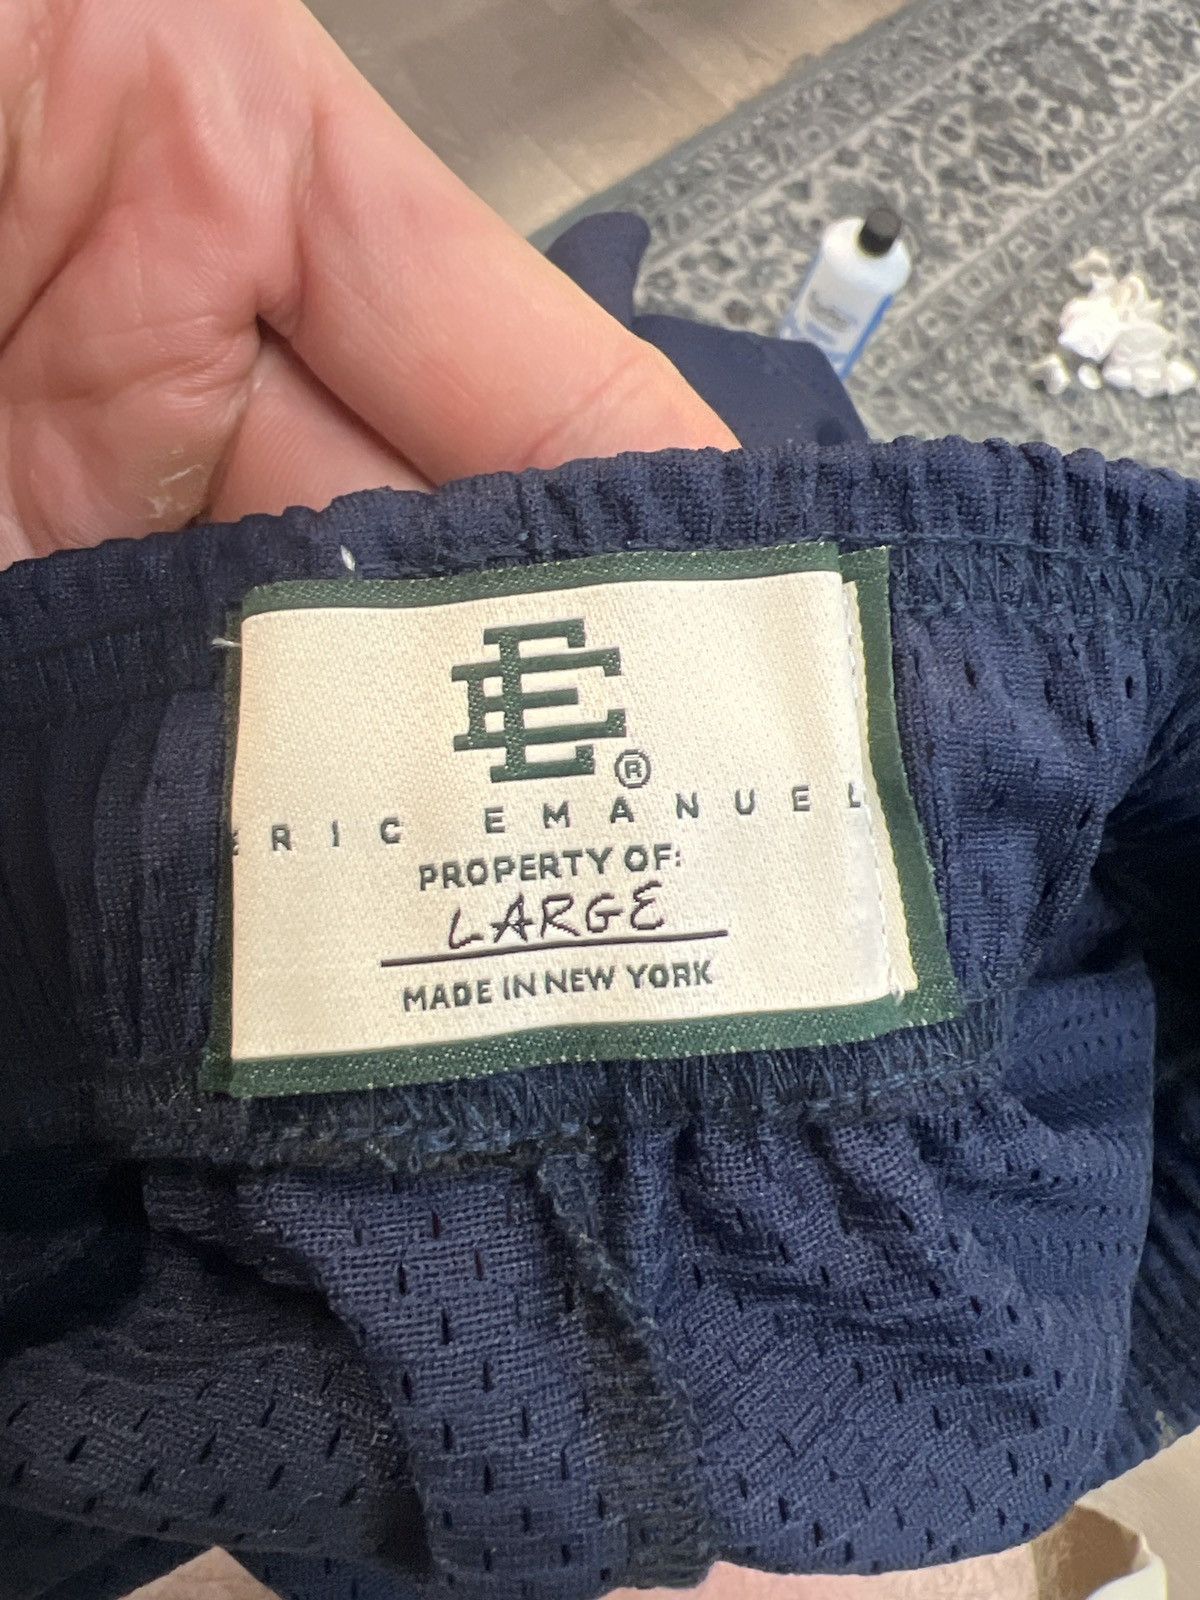 EE®
ERIC EMANUEL
PROPERTY OF:
LARGE
MADE IN NEW YORK